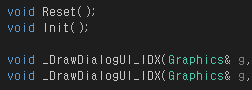 void Reset();
void Init();
void _DrawDialogUI_IDX(Graphics& g,
void _DrawDialogUI_IDX(Graphics& g,